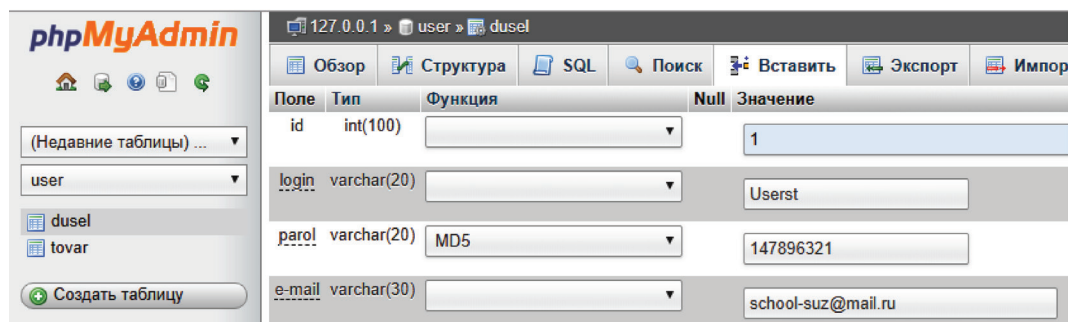 phpMyAdmin
127.0.0.1 » user » dusel
Обзор Структура SQL Поиск Вставить Экспорт Импор
Поле Тип Функция Null Значение
id int(100) 1
(Недавние таблицы) ...
user
login varchar(20) Userst
dusel
tovar
parol varchar(20) MD5 147896321
Создать таблицу
e-mail varchar(30) school-suz@mail.ru